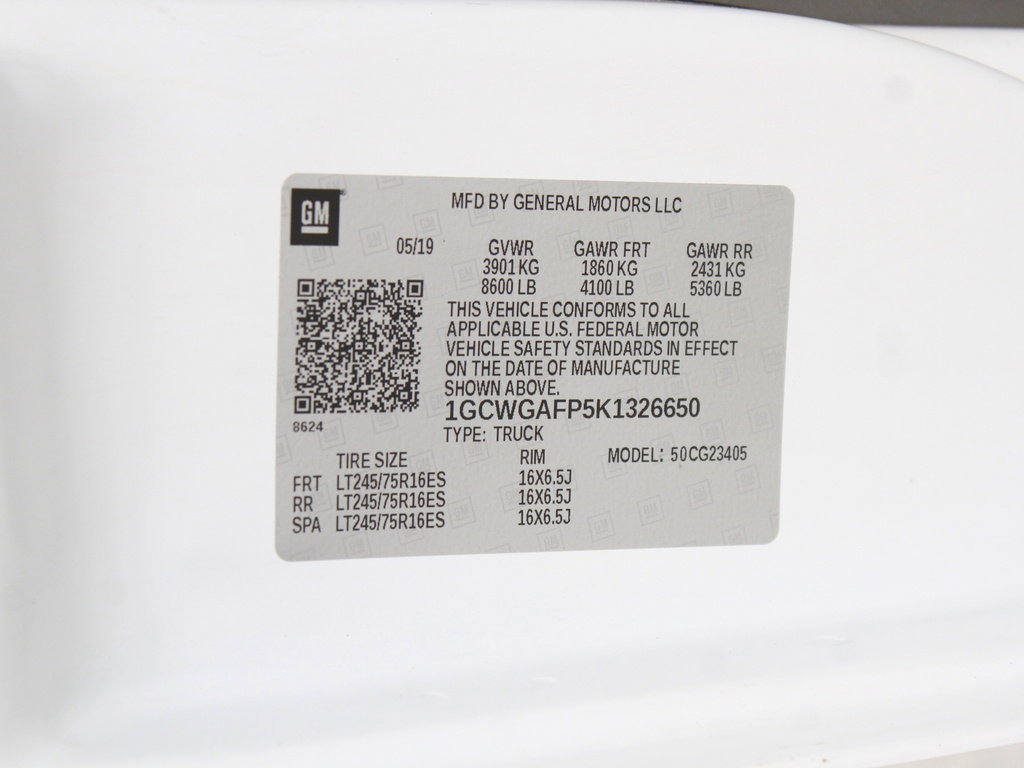 GM
MFD BY GENERAL MOTORS LLC
05/19 GVWR GAWR FRT GAWR RR
3901 KG 1860 KG 2431 KG
8600 LB 4100 LB 5360 LB
THIS VEHICLE CONFORMS TO ALL
APPLICABLE U.S. FEDERAL MOTOR
VEHICLE SAFETY STANDARDS IN EFFECT
ON THE DATE OF MANUFACTURE
SHOWN ABOVE.
1GCWGAFP5K1326650
8624
TYPE: TRUCK
TIRE SIZE RIM MODEL: 50CG23405
FRT LT245/75R16ES 16X6.5J
RR LT245/75R16ES 16X6.5J
SPA LT245/75R16ES 16X6.5J